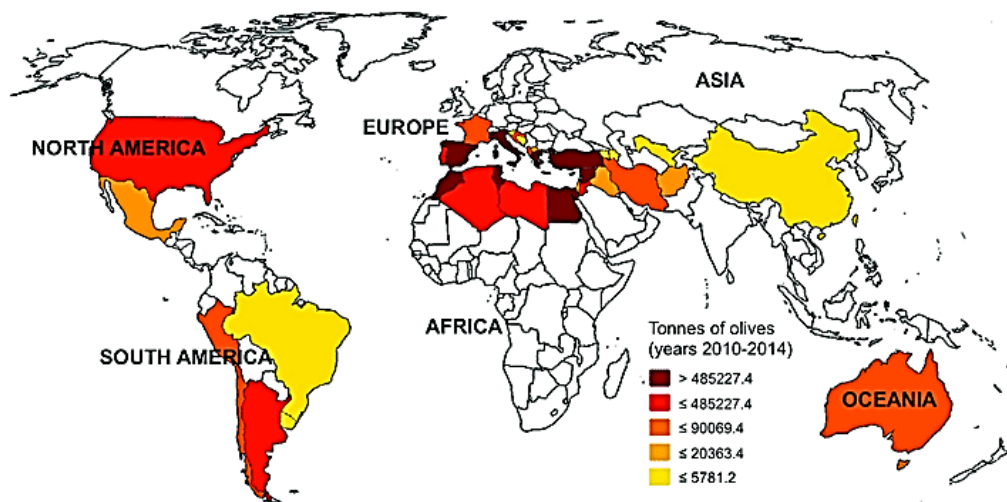 ASIA
EUROPE
NORTH AMERICA
AFRICA
SOUTH AMERICA
OCEANIA
Tonnes of olives
(years 2010-2014)
> 485227.4
≤ 485227.4
≤ 90069.4
≤ 20363.4
≤ 5781.2